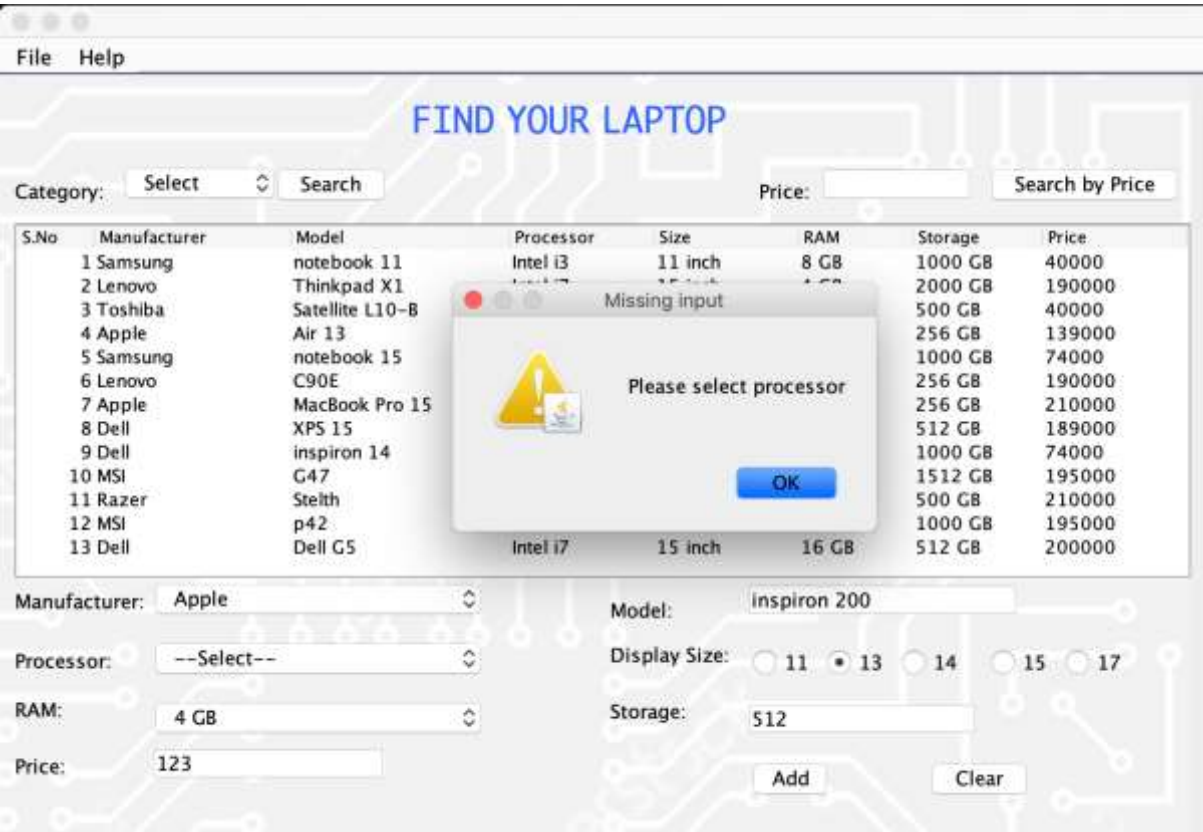 File Help
FIND YOUR LAPTOP
Category: Select Search Price: Search by Price
S.No Manufacturer Model Processor Size RAM Storage Price
1 Samsung notebook 11 Intel i3 11 inch 8 GB 1000 GB 40000
2 Lenovo Thinkpad X1 2000 GB 190000
Missing input
3 Toshiba Satellite L10-B 500 GB 40000
4 Apple Air 13 256 GB 139000
5 Samsung notebook 15 1000 GB 74000
6 Lenovo C90E 256 GB 190000
Please select processor
7 Apple MacBook Pro 15 256 GB 210000
8 Dell XPS 15 512 GB 189000
9 Dell inspiron 14 1000 GB 74000
10 MSI G47 1512 GB 195000
OK
11 Razer Stelth 500 GB 210000
12 MSI p42 1000 GB 195000
13 Dell Dell G5 Intel i7 15 inch 16 GB 512 GB 200000
Manufacturer: Apple Model: inspiron 200
Processor: --Select-- Display Size: 11 13 14 15 17
RAM: 4 GB Storage: 512
Price: 123
Add Clear